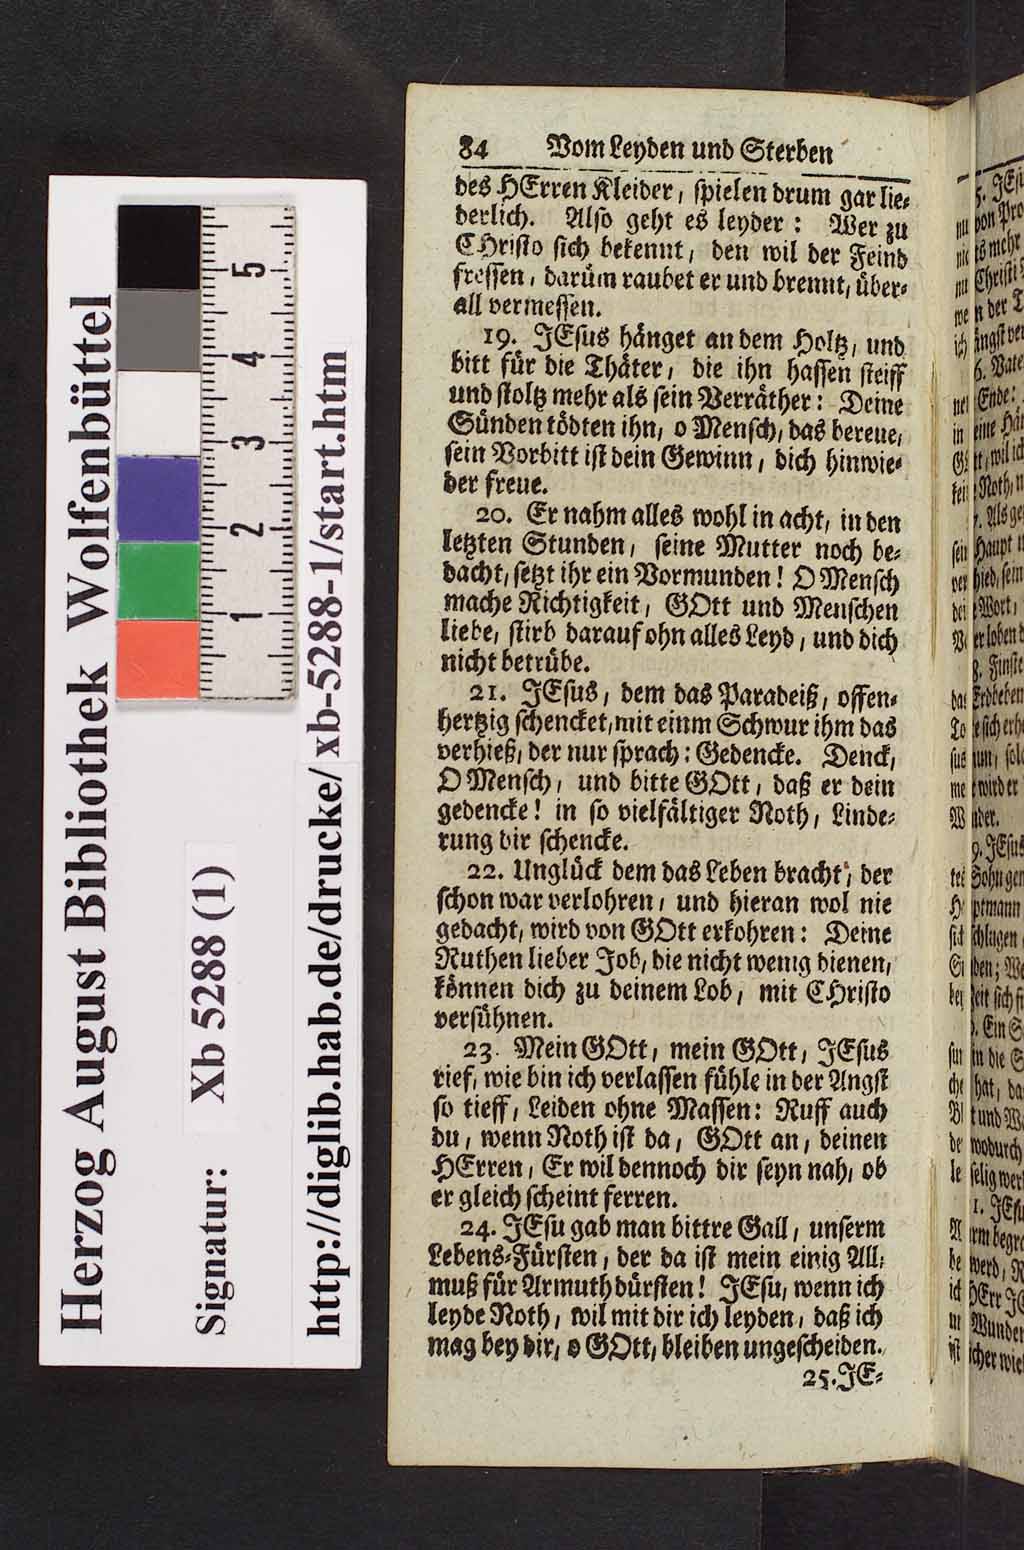 Herzog August Bibliothek Wolfenbüttel
Signatur: Xb 5288 (1)
http://diglib.hab.de/drucke/ xb-5288-1/start.htm
5
4
3
2
1
84 Vom Leyden und Sterben
des HErren Kleider, spielen drum gar lie-
derlich. Also geht es leyder: Wer zu
CHristo sich bekennt, den wil der Feind
fressen, darüm raubet er und brennt, über-
all vermessen.
19. JEsus hänget an dem Holtz, und
bitt für die Thäter, die ihn hassen steiff
und stoltz mehr als sein Verräther: Deine
Sünden tödten ihn, o Mensch, das bereue,
sein Vorbitt ist dein Gewinn, dich hinwie-
der freue.
20. Er nahm alles wohl in acht, in den
letzten Stunden, seine Mutter noch be-
dacht, setzt ihr ein Vormunden! O Mensch
mache Richtigkeit, GOtt und Menschen
liebe, stirb darauf ohn alles Leyd, und dich
nicht betrübe.
21. JEsus, dem das Paradeiß, offen-
hertzig schencket, mit einm Schwur ihm das
verhieß, der nur sprach: Gedencke. Denck,
O Mensch, und bitte GOtt, daß er dein
gedencke! in so vielfältiger Noth, Linde-
rung dir schencke.
22. Unglück dem das Leben bracht, der
schon war verlohren, und hieran wol nie
gedacht, wird von GOtt erkohren: Deine
Ruthen lieber Job, die nicht wenig dienen,
können dich zu deinem Lob, mit CHristo
versühnen.
23. Mein GOtt, mein GOtt, JEsus
rief, wie bin ich verlassen fühle in der Angst
so tieff, Leiden ohne Massen: Ruff auch
du, wenn Noth ist da, GOtt an, deinen
HErren, Er wil dennoch dir seyn nah, ob
er gleich scheint ferren.
24. JEsu gab man bittre Gall, unserm
Lebens-Fürsten, der da ist mein einig All,
muß für Armuth dürsten! JEsu, wenn ich
leyde Noth, wil mit dir ich leyden, daß ich
mag bey dir, o GOtt, bleiben ungescheiden.
25. JE-